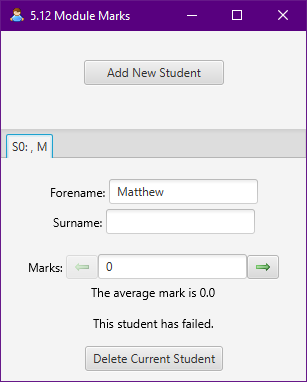 5.12 Module Marks
Add New Student
S0: , M
Forename: Matthew
Surname:
Marks: 0
The average mark is 0.0
This student has failed.
Delete Current Student